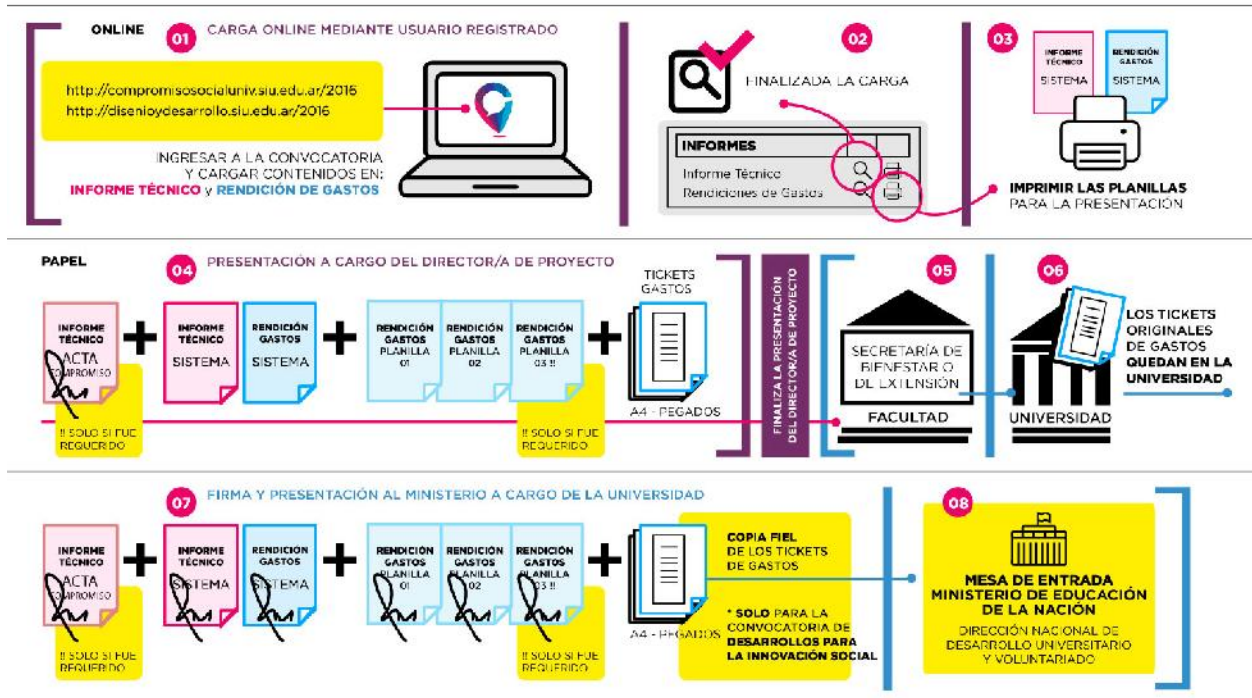 ONLINE
01
CARGA ONLINE MEDIANTE USUARIO REGISTRADO
http://compromisosocialuniv.siu.edu.ar/2016
http://disenioydesarrollo.siu.edu.ar/2016
INGRESAR A LA CONVOCATORIA
Y CARGAR CONTENIDOS EN:
INFORME TÉCNICO y RENDICIÓN DE GASTOS
02
FINALIZADA LA CARGA
INFORMES
Informe Técnico
Rendiciones de Gastos
03
INFORME
TÉCNICO
SISTEMA
RENDICIÓN
GASTOS
SISTEMA
IMPRIMIR LAS PLANILLAS
PARA LA PRESENTACIÓN
PAPEL
04
PRESENTACIÓN A CARGO DEL DIRECTOR/A DE PROYECTO
INFORME
TÉCNICO
ACTA
COMPROMISO
!! SOLO SI FUE
REQUERIDO
INFORME
TÉCNICO
SISTEMA
RENDICIÓN
GASTOS
SISTEMA
RENDICIÓN
GASTOS
PLANILLA
01
RENDICIÓN
GASTOS
PLANILLA
02
RENDICIÓN
GASTOS
PLANILLA
03 !!
!! SOLO SI FUE
REQUERIDO
TICKETS
GASTOS
A4 - PEGADOS
FINALIZA LA PRESENTACIÓN
DEL DIRECTOR/A DE PROYECTO
05
SECRETARÍA DE
BIENESTAR O
DE EXTENSIÓN
FACULTAD
06
UNIVERSIDAD
LOS TICKETS
ORIGINALES
DE GASTOS
QUEDAN EN LA
UNIVERSIDAD
07
FIRMA Y PRESENTACIÓN AL MINISTERIO A CARGO DE LA UNIVERSIDAD
INFORME
TÉCNICO
ACTA
COMPROMISO
!! SOLO SI FUE
REQUERIDO
INFORME
TÉCNICO
SISTEMA
RENDICIÓN
GASTOS
SISTEMA
RENDICIÓN
GASTOS
PLANILLA
01
RENDICIÓN
GASTOS
PLANILLA
02
RENDICIÓN
GASTOS
PLANILLA
03 !!
!! SOLO SI FUE
REQUERIDO
A4 - PEGADOS
COPIA FIEL
DE LOS TICKETS
DE GASTOS
* SOLO PARA LA
CONVOCATORIA DE
DESARROLLOS PARA
LA INNOVACIÓN SOCIAL
08
MESA DE ENTRADA
MINISTERIO DE EDUCACIÓN
DE LA NACIÓN
DIRECCIÓN NACIONAL DE
DESARROLLO UNIVERSITARIO
Y VOLUNTARIADO